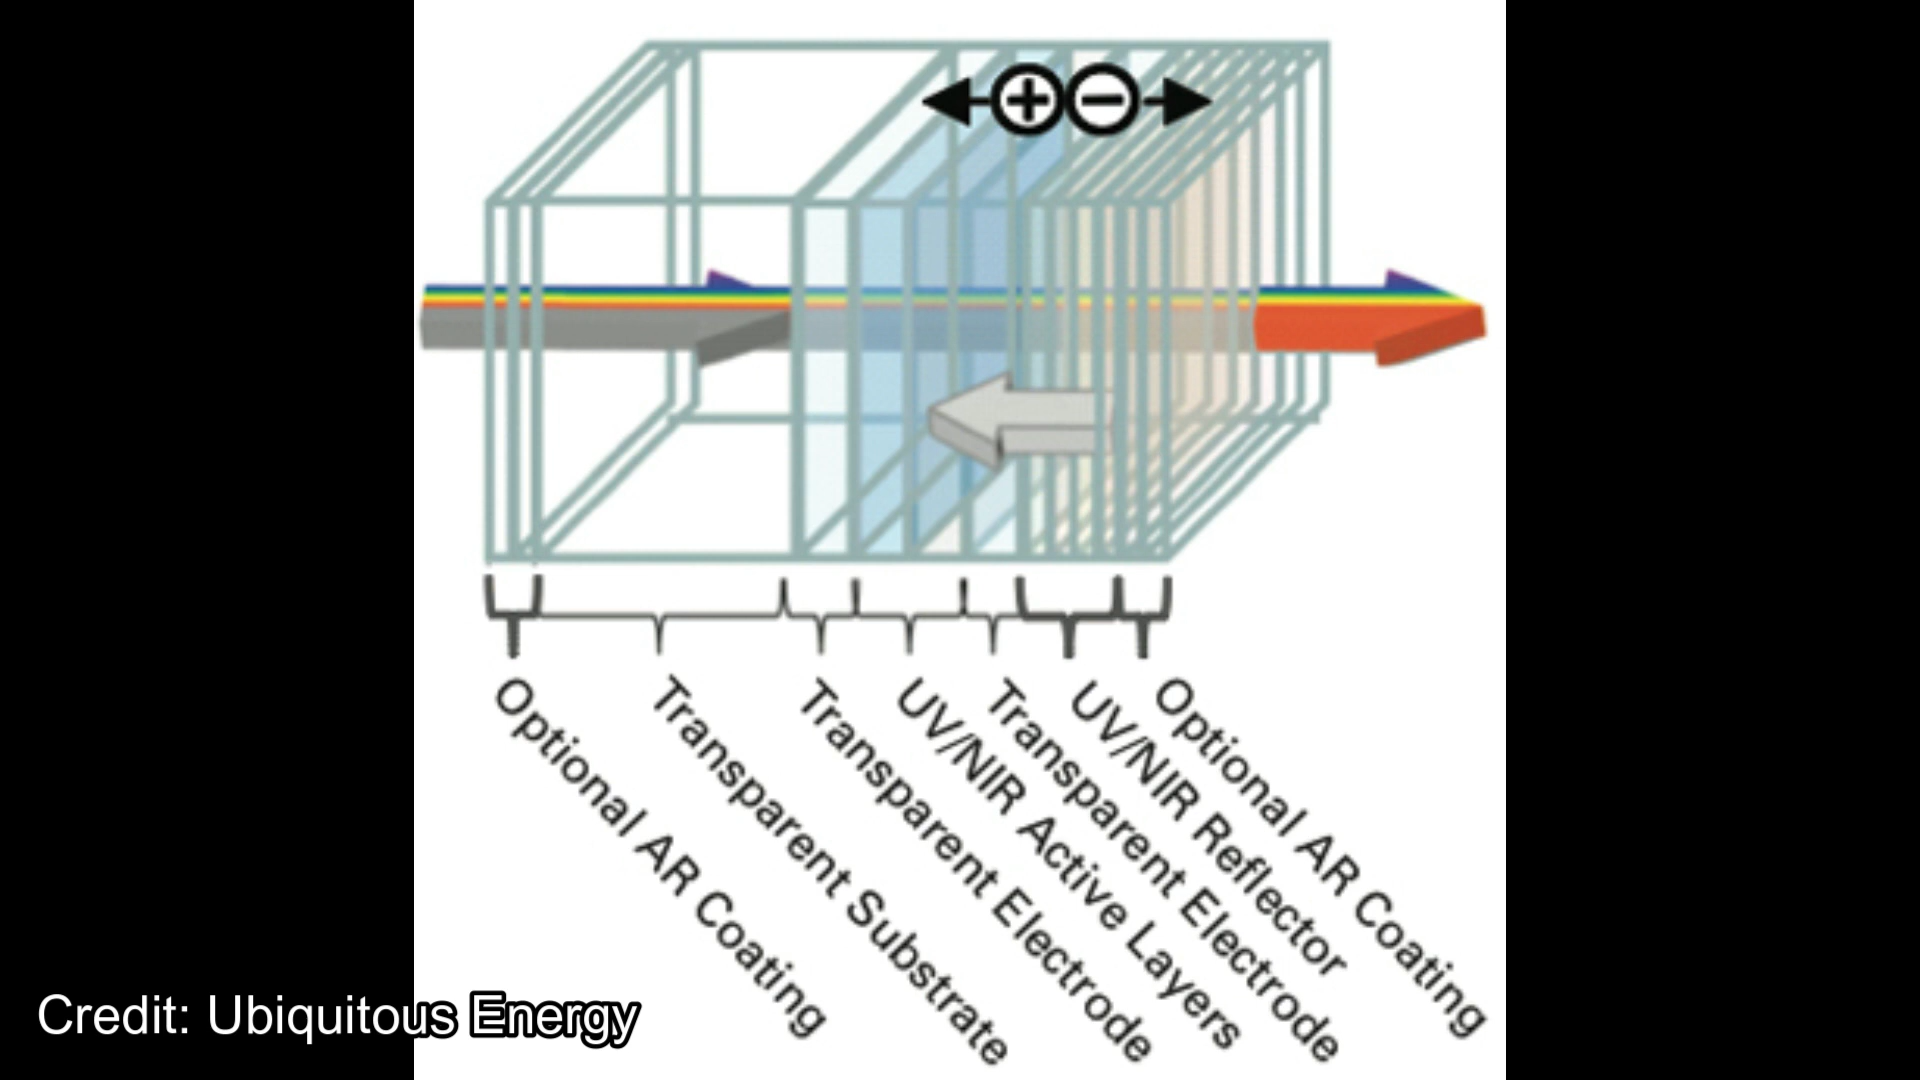 Optional AR Coating
Transparent Substrate
Transparent Electrode
UV/NIR Active Layers
Transparent Electrode
UV/NIR Reflector
Optional AR Coating
Credit: Ubiquitous Energy